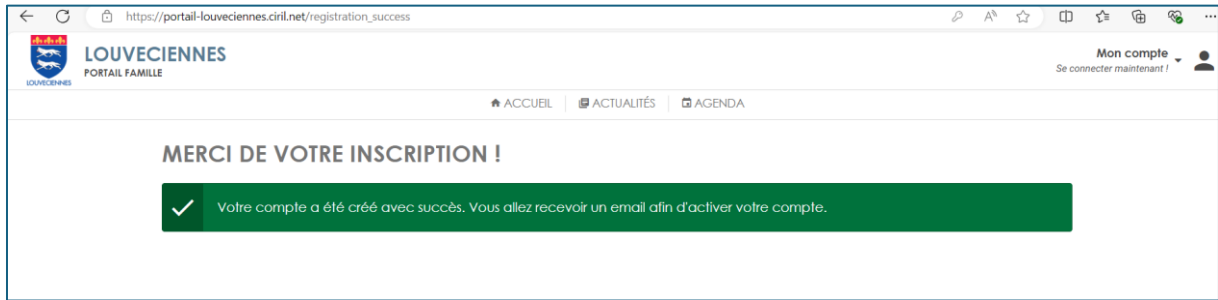 https://portail-louveciennes.ciril.net/registration_success
LOUVECIENNES
LOUVECIENNES
PORTAIL FAMILLE
Mon compte
Se connecter maintenant !
ACCUEIL ACTUALITÉS AGENDA
MERCI DE VOTRE INSCRIPTION !
Votre compte a été créé avec succès. Vous allez recevoir un email afin d'activer votre compte.